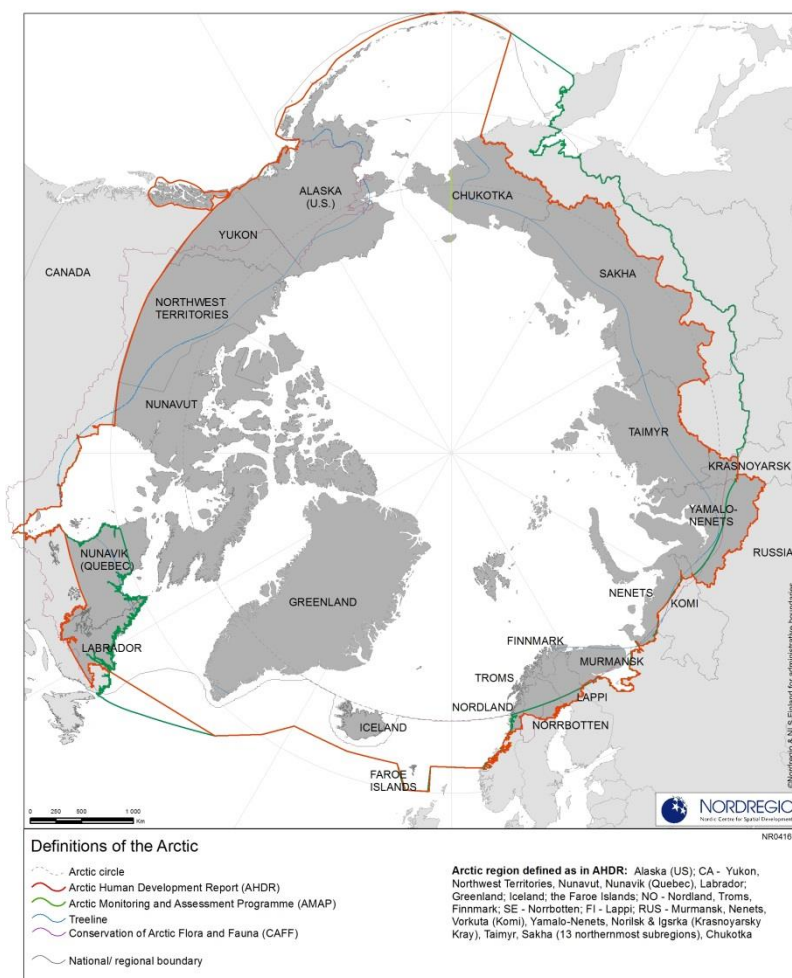 ALASKA
(U.S.)
CHUKOTKA
YUKON
CANADA
SAKHA
NORTHWEST
TERRITORIES
NUNAVUT
TAIMYR
KRASNOYARSK
YAMALO-
NENETS
NUNAVIK
(QUEBEC)
RUSSIA
NENETS
KOMI
GREENLAND
FINNMARK
LABRADOR
MURMANSK
TROMS
LAPPI
NORDLAND
ICELAND
NORRBOTTEN
FAROE
ISLANDS
©Nordregio & NLS Finland for administrative boundaries
0 250 500 1 000
Km
NORDREGIO
Nordic Centre for Spatial Development
NR0416
Definitions of the Arctic
Arctic circle
Arctic Human Development Report (AHDR)
Arctic Monitoring and Assessment Programme (AMAP)
Treeline
Conservation of Arctic Flora and Fauna (CAFF)
National/ regional boundary
Arctic region defined as in AHDR: Alaska (US); CA - Yukon,
Northwest Territories, Nunavut, Nunavik (Quebec), Labrador;
Greenland; Iceland; the Faroe Islands; NO - Nordland, Troms,
Finnmark; SE - Norrbotten; FI - Lappi; RUS - Murmansk, Nenets,
Vorkuta (Komi), Yamalo-Nenets, Norilsk & Igsrka (Krasnoyarsky
Kray), Taimyr, Sakha (13 northernmost subregions), Chukotka